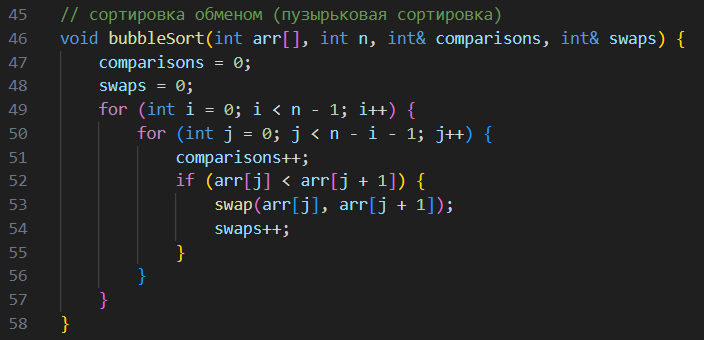 45 // сортировка обменом (пузырьковая сортировка)
46 void bubbleSort(int arr[], int n, int& comparisons, int& swaps) {
47     comparisons = 0;
48     swaps = 0;
49     for (int i = 0; i < n - 1; i++) {
50         for (int j = 0; j < n - i - 1; j++) {
51             comparisons++;
52             if (arr[j] < arr[j + 1]) {
53                 swap(arr[j], arr[j + 1]);
54                 swaps++;
55             }
56         }
57     }
58 }